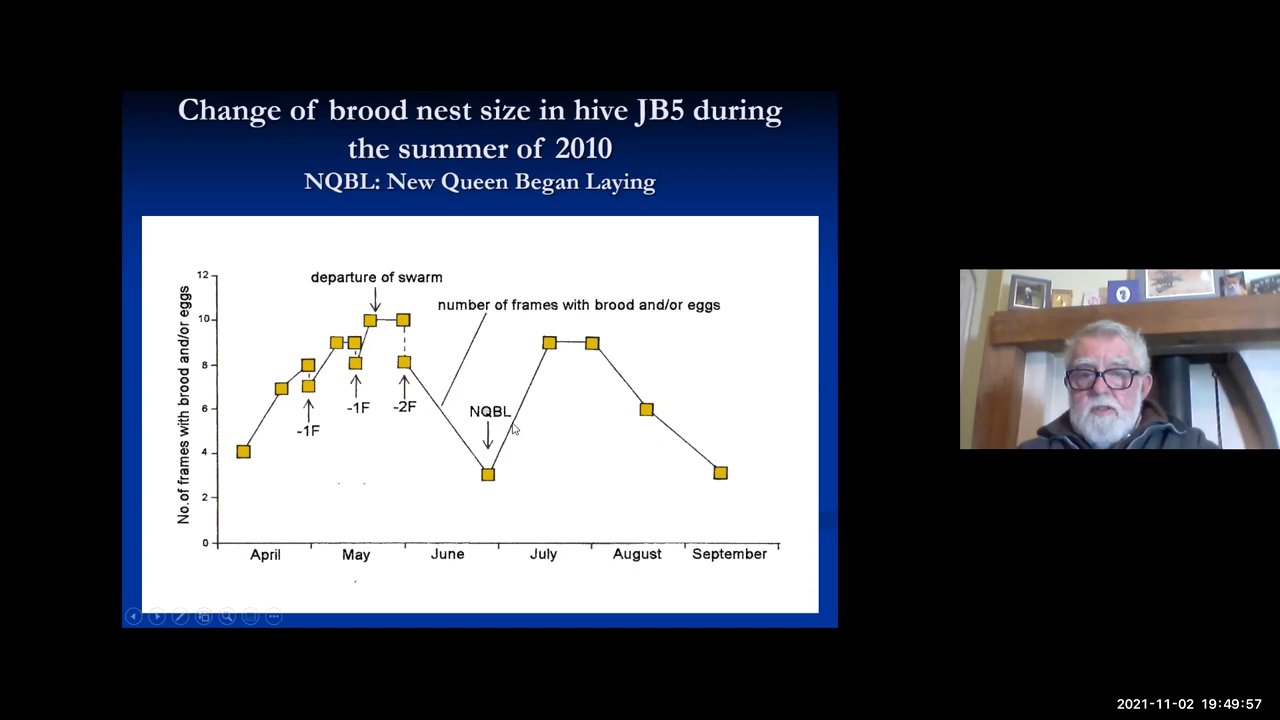 Change of brood nest size in hive JB5 during
the summer of 2010
NQBL: New Queen Began Laying
departure of swarm
number of frames with brood and/or eggs
No. of frames with brood and/or eggs
12
10
8
6
4
2
0
-1F
-1F
-2F
NQBL
April May June July August September
2021-11-02 19:49:57